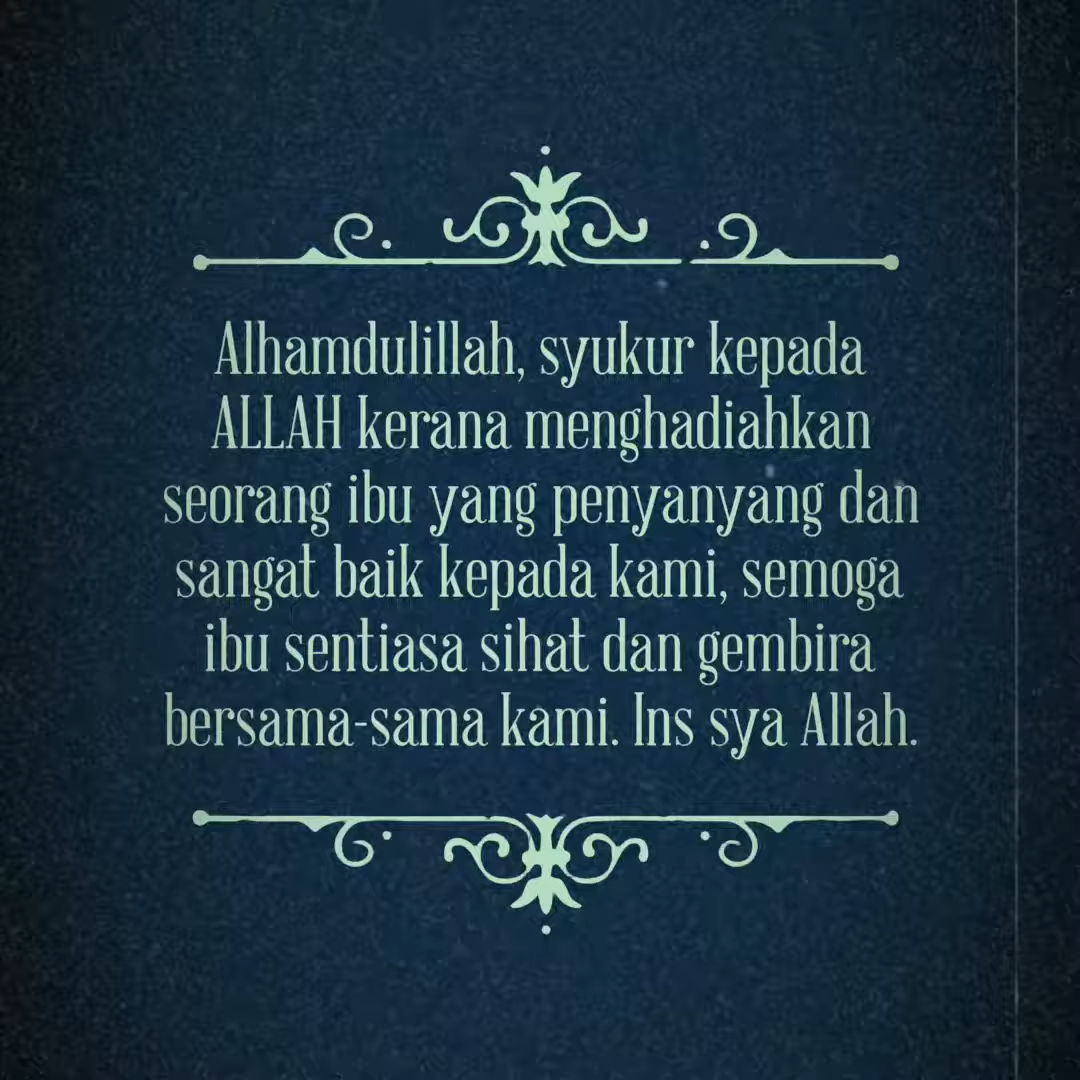 Alhamdulillah, syukur kepada
ALLAH kerana menghadiahkan
seorang ibu yang penyanyang dan
sangat baik kepada kami, semoga
ibu sentiasa sihat dan gembira
bersama-sama kami. Ins sya Allah.